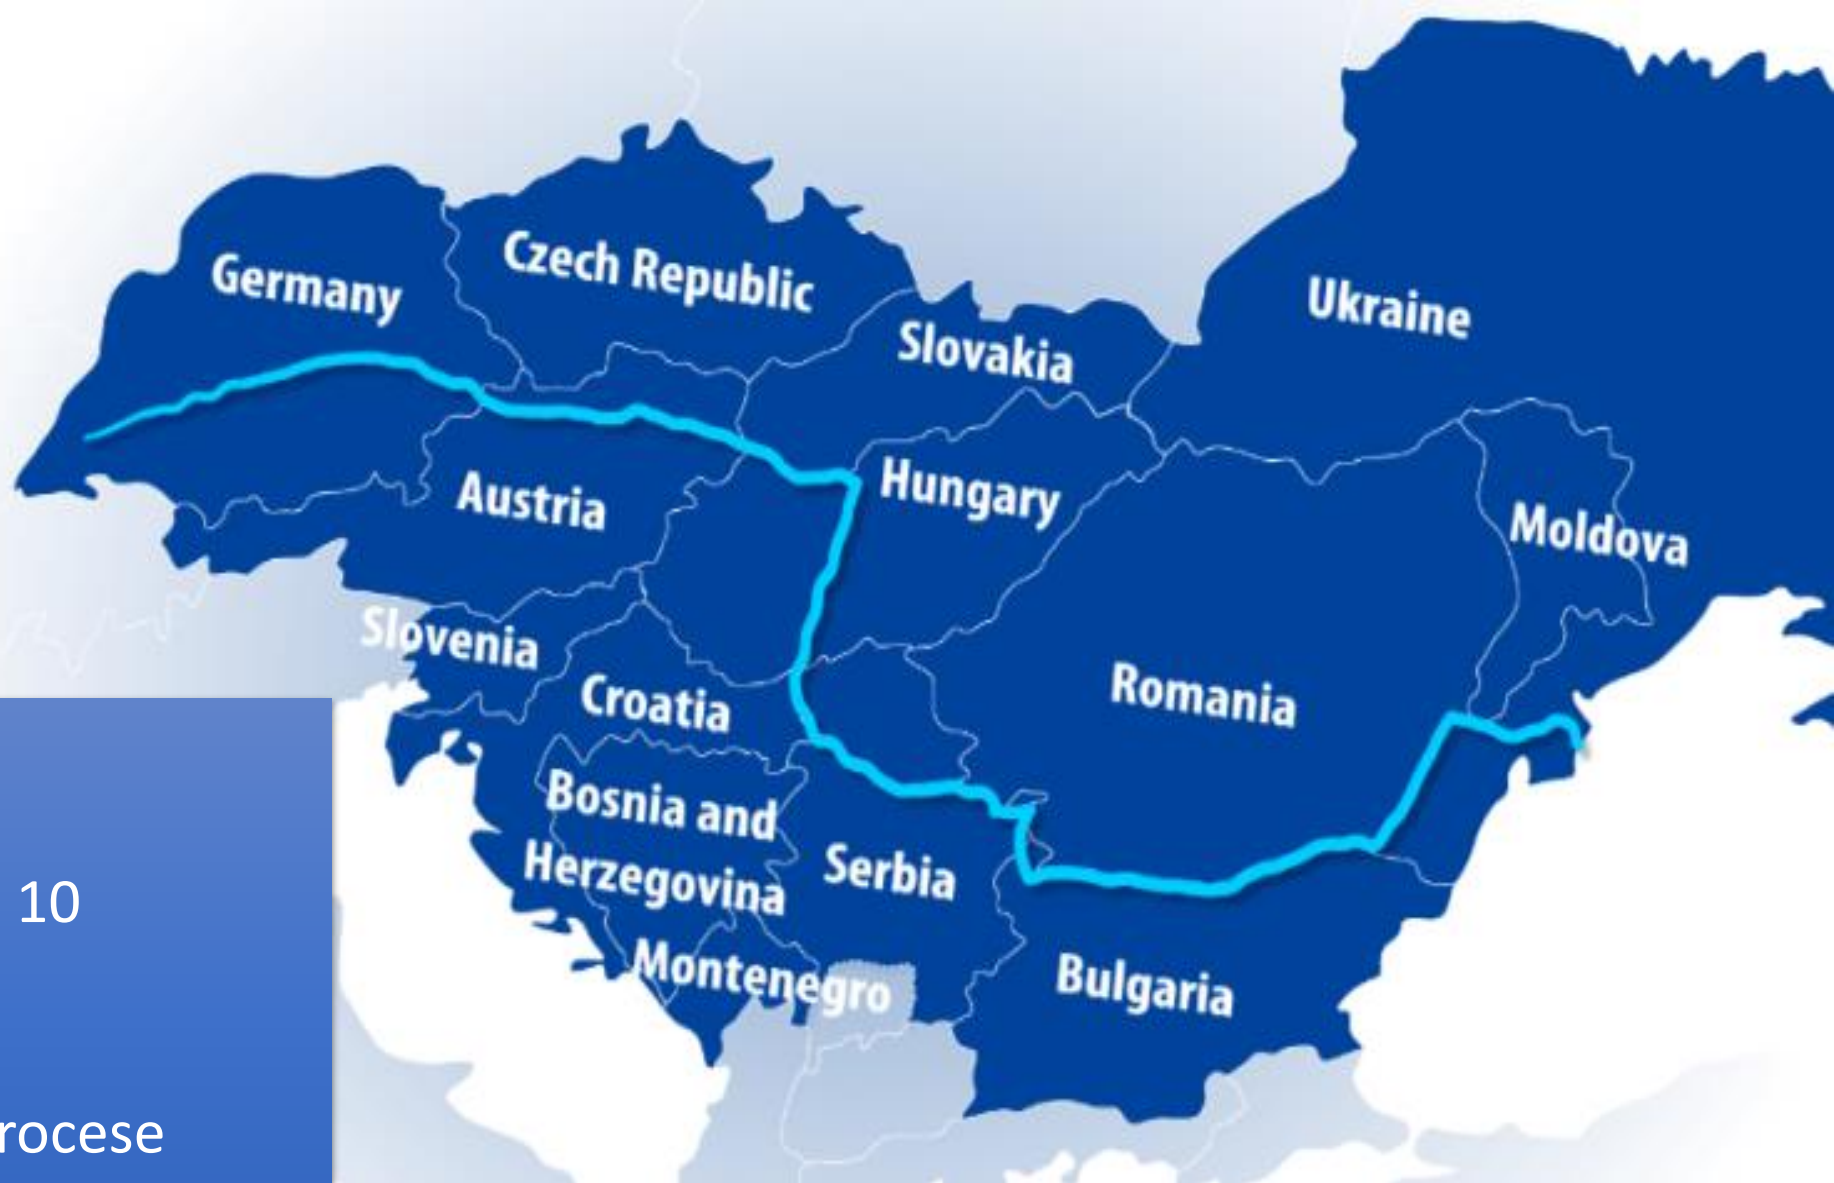 Germany
Czech Republic
Slovakia
Ukraine
Austria
Hungary
Moldova
Slovenia
Croatia
Romania
Bosnia and
Herzegovina
Serbia
Montenegro
Bulgaria
10
rocese